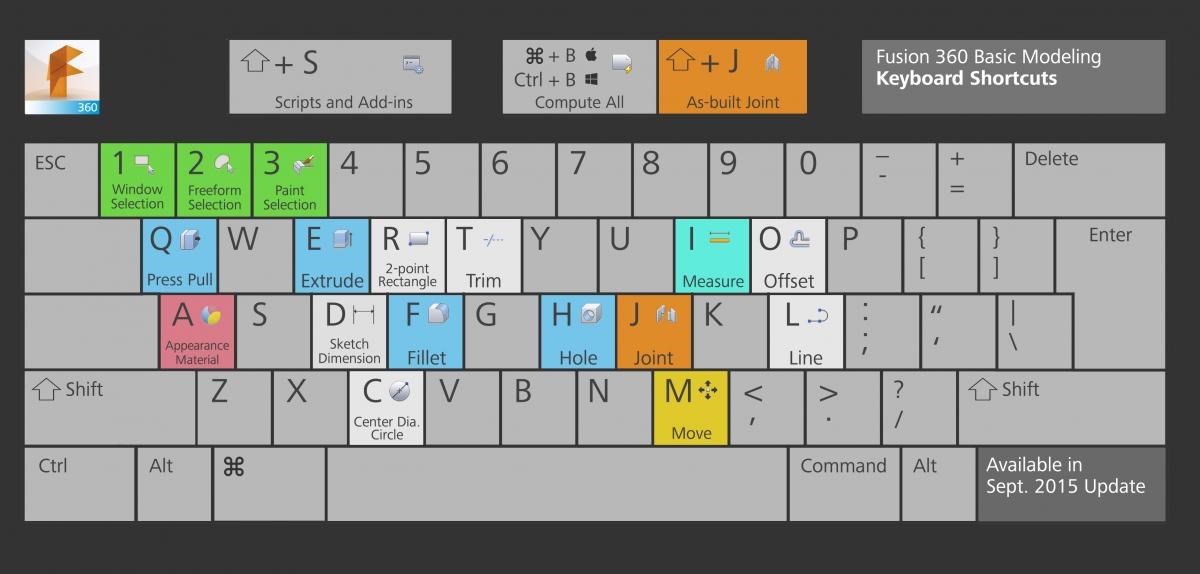 360
⇧ + S
Scripts and Add-ins
⌘ + B
Ctrl + B
Compute All
⇧ + J
As-built Joint
Fusion 360 Basic Modeling
Keyboard Shortcuts
ESC
1
Window
Selection
2
Freeform
Selection
3
Paint
Selection
4
5
6
7
8
9
0
—
-
+
=
Delete
Q
Press Pull
W
E
Extrude
R
2-point
Rectangle
T
Trim
Y
U
I
Measure
O
Offset
P
{
[
}
]
Enter
A
Appearance
Material
S
D
Sketch
Dimension
F
Fillet
G
H
Hole
J
Joint
K
L
Line
:
;
“
‘
|
\
⇧ Shift
Z
X
C
Center Dia.
Circle
V
B
N
M
Move
<
,
>
.
?
/
⇧ Shift
Ctrl
Alt
⌘
Command
Alt
Available in
Sept. 2015 Update